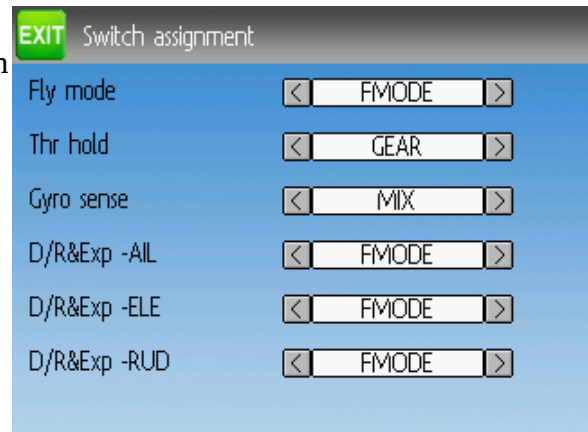 EXIT Switch assignment
Fly mode < FMODE >
Thr hold < GEAR >
Gyro sense < MIX >
D/R&Exp -AIL < FMODE >
D/R&Exp -ELE < FMODE >
D/R&Exp -RUD < FMODE >